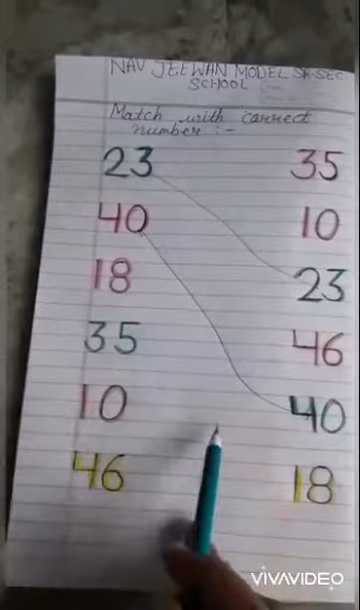 NAV JEEWAN MODEL SR. SEC
SCHOOL
Match with correct
number :-
23 35
40 10
18 23
35 46
10 40
46 18
VIVAVIDEO